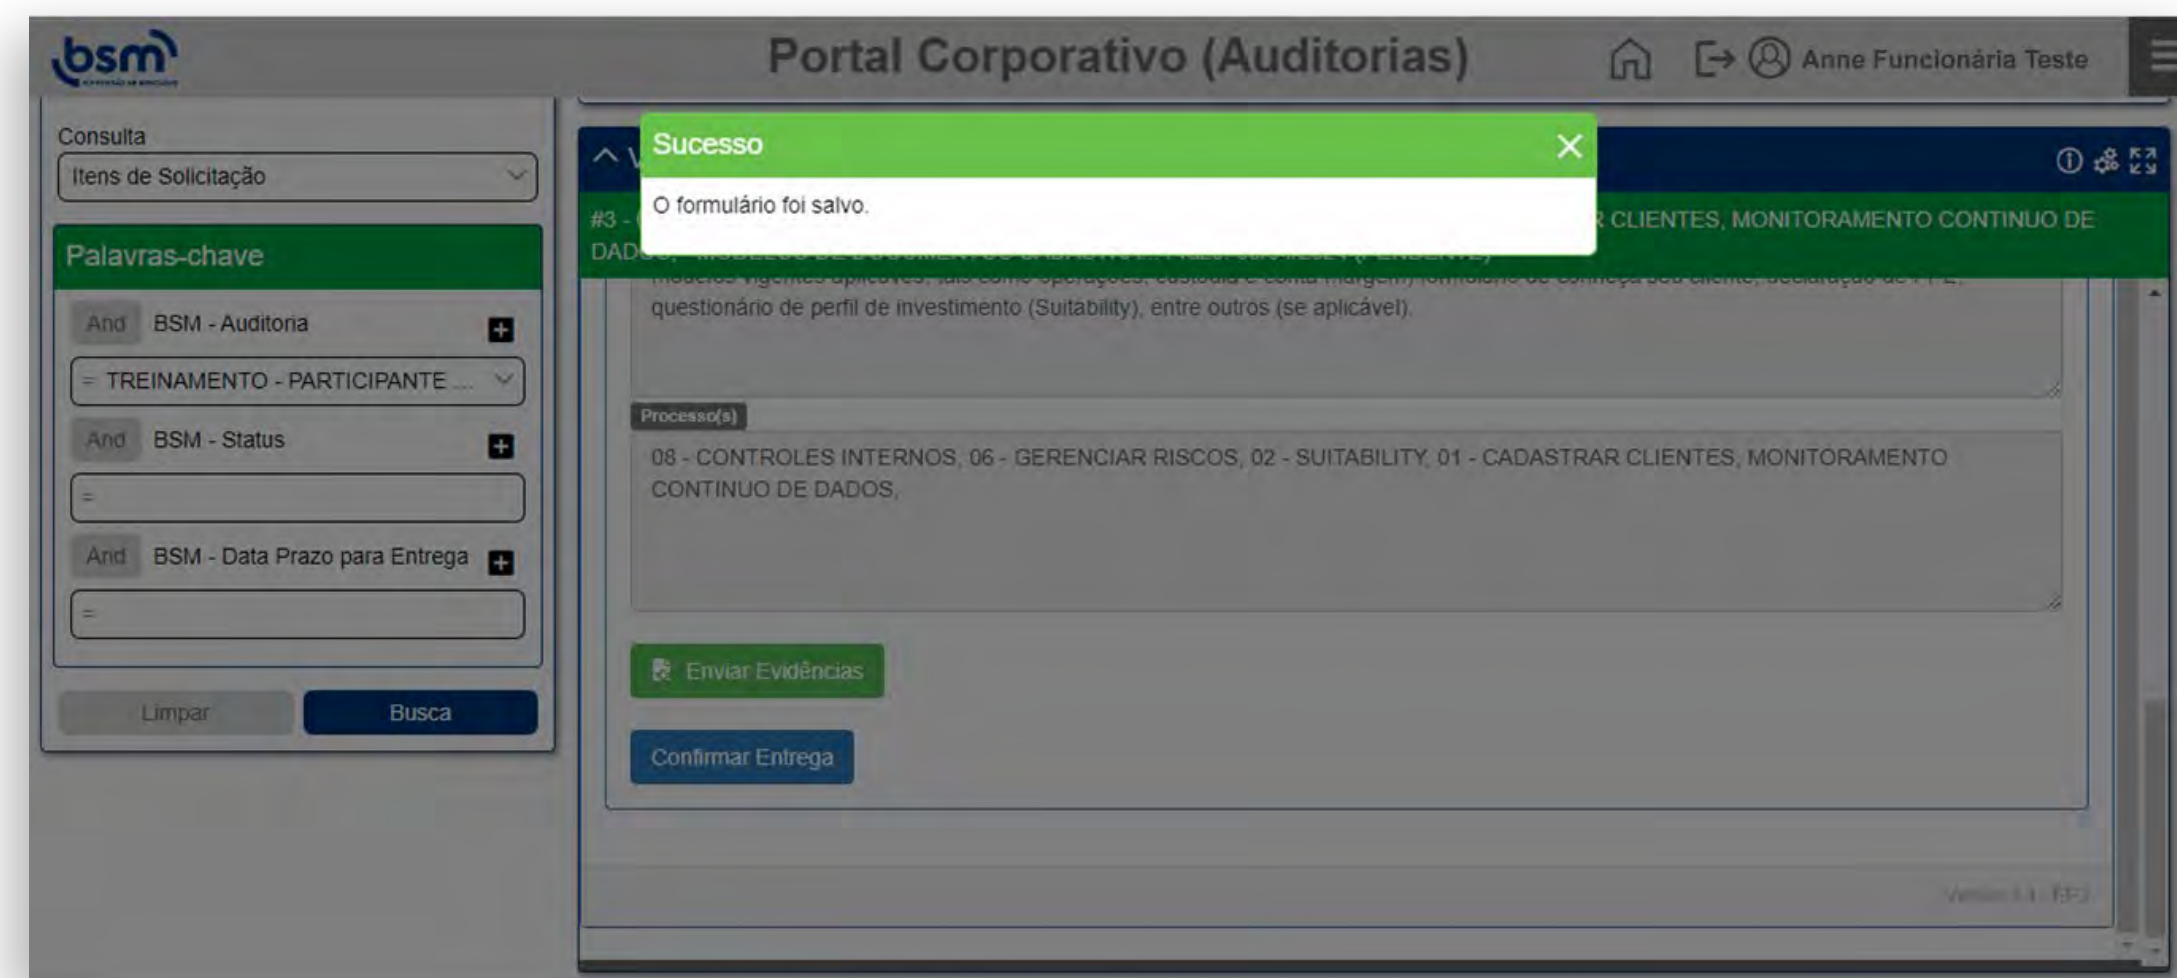 bsm
Portal Corporativo (Auditorias)
Anne Funcionária Teste
Consulta
Itens de Solicitação
Palavras-chave
And BSM - Auditoria
= TREINAMENTO - PARTICIPANTE ...
And BSM - Status
=
And BSM - Data Prazo para Entrega
=
Limpar Busca
Sucesso
O formulário foi salvo.
#3 -
CLIENTES, MONITORAMENTO CONTINUO DE
questionário de perfil de investimento (Suitability), entre outros (se aplicável).
Processo(s)
08 - CONTROLES INTERNOS, 06 - GERENCIAR RISCOS, 02 - SUITABILITY, 01 - CADASTRAR CLIENTES, MONITORAMENTO
CONTINUO DE DADOS,
Enviar Evidências
Confirmar Entrega